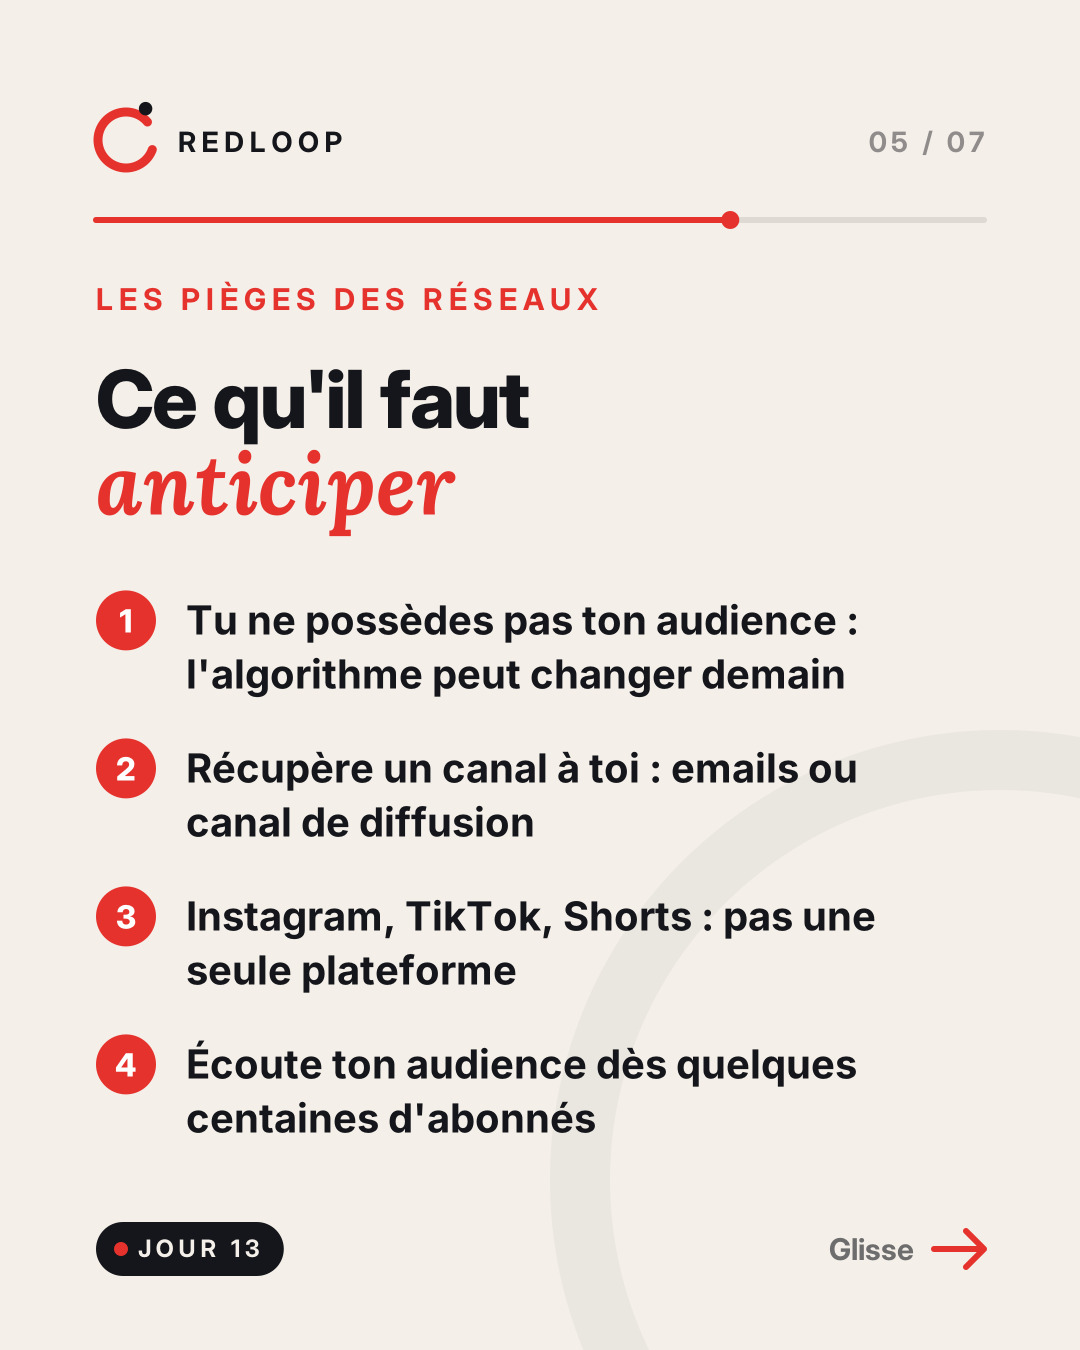 REDLOOP
05 / 07
LES PIÈGES DES RÉSEAUX
Ce qu'il faut
anticiper
1 Tu ne possèdes pas ton audience :
l'algorithme peut changer demain
2 Récupère un canal à toi : emails ou
canal de diffusion
3 Instagram, TikTok, Shorts : pas une
seule plateforme
4 Écoute ton audience dès quelques
centaines d'abonnés
JOUR 13
Glisse